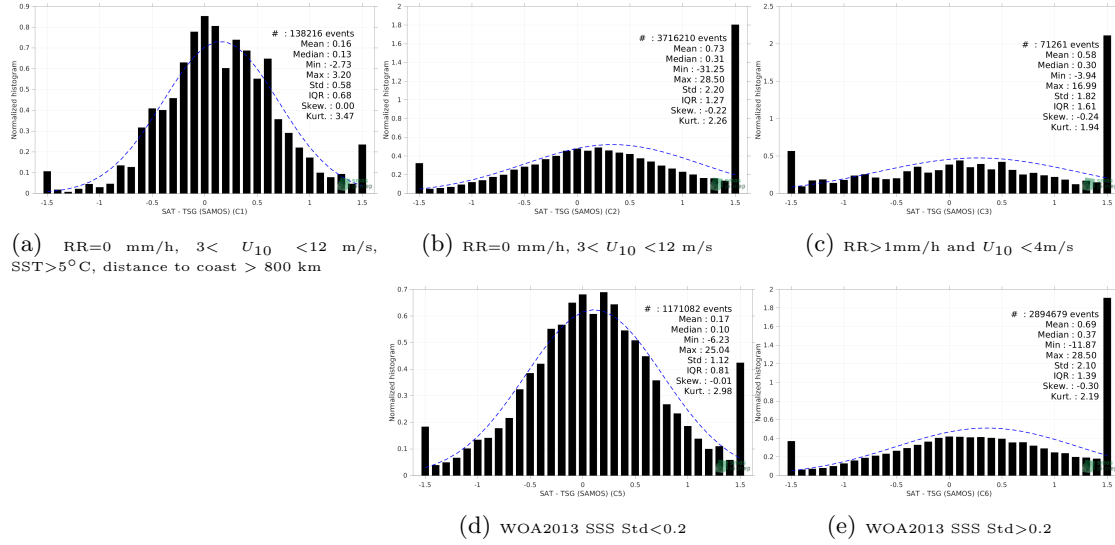 0.9
0.8
0.7
0.6
0.5
0.4
0.3
0.2
0.1
0
Normalized histogram
# : 138216 events
Mean : 0.16
Median : 0.13
Min : -2.73
Max : 3.20
Std : 0.58
IQR : 0.68
Skew. : 0.00
Kurt. : 3.47
-1.5 -1 -0.5 0 0.5 1 1.5
SAT - TSG (SAMOS) (C1)
2
1.8
1.6
1.4
1.2
1
0.8
0.6
0.4
0.2
0
Normalized histogram
# : 3716210 events
Mean : 0.73
Median : 0.31
Min : -31.25
Max : 28.50
Std : 2.20
IQR : 1.27
Skew. : -0.22
Kurt. : 2.26
-1.5 -1 -0.5 0 0.5 1 1.5
SAT - TSG (SAMOS) (C2)
2.5
2
1.5
1
0.5
0
Normalized histogram
# : 71261 events
Mean : 0.58
Median : 0.30
Min : -3.94
Max : 16.99
Std : 1.82
IQR : 1.61
Skew. : -0.24
Kurt. : 1.94
-1.5 -1 -0.5 0 0.5 1 1.5
SAT - TSG (SAMOS) (C3)
(a) RR=0 mm/h, 3< U10 <12 m/s,
SST>5°C, distance to coast > 800 km
(b) RR=0 mm/h, 3< U10 <12 m/s
(c) RR>1mm/h and U10 <4m/s
0.7
0.6
0.5
0.4
0.3
0.2
0.1
0
Normalized histogram
# : 1171082 events
Mean : 0.17
Median : 0.10
Min : -6.23
Max : 25.04
Std : 1.12
IQR : 0.81
Skew. : -0.01
Kurt. : 2.98
-1.5 -1 -0.5 0 0.5 1 1.5
SAT - TSG (SAMOS) (C5)
2
1.8
1.6
1.4
1.2
1
0.8
0.6
0.4
0.2
0
Normalized histogram
# : 2894679 events
Mean : 0.69
Median : 0.37
Min : -11.87
Max : 28.50
Std : 2.10
IQR : 1.39
Skew. : -0.30
Kurt. : 2.19
-1.5 -1 -0.5 0 0.5 1 1.5
SAT - TSG (SAMOS) (C6)
(d) WOA2013 SSS Std<0.2
(e) WOA2013 SSS Std>0.2